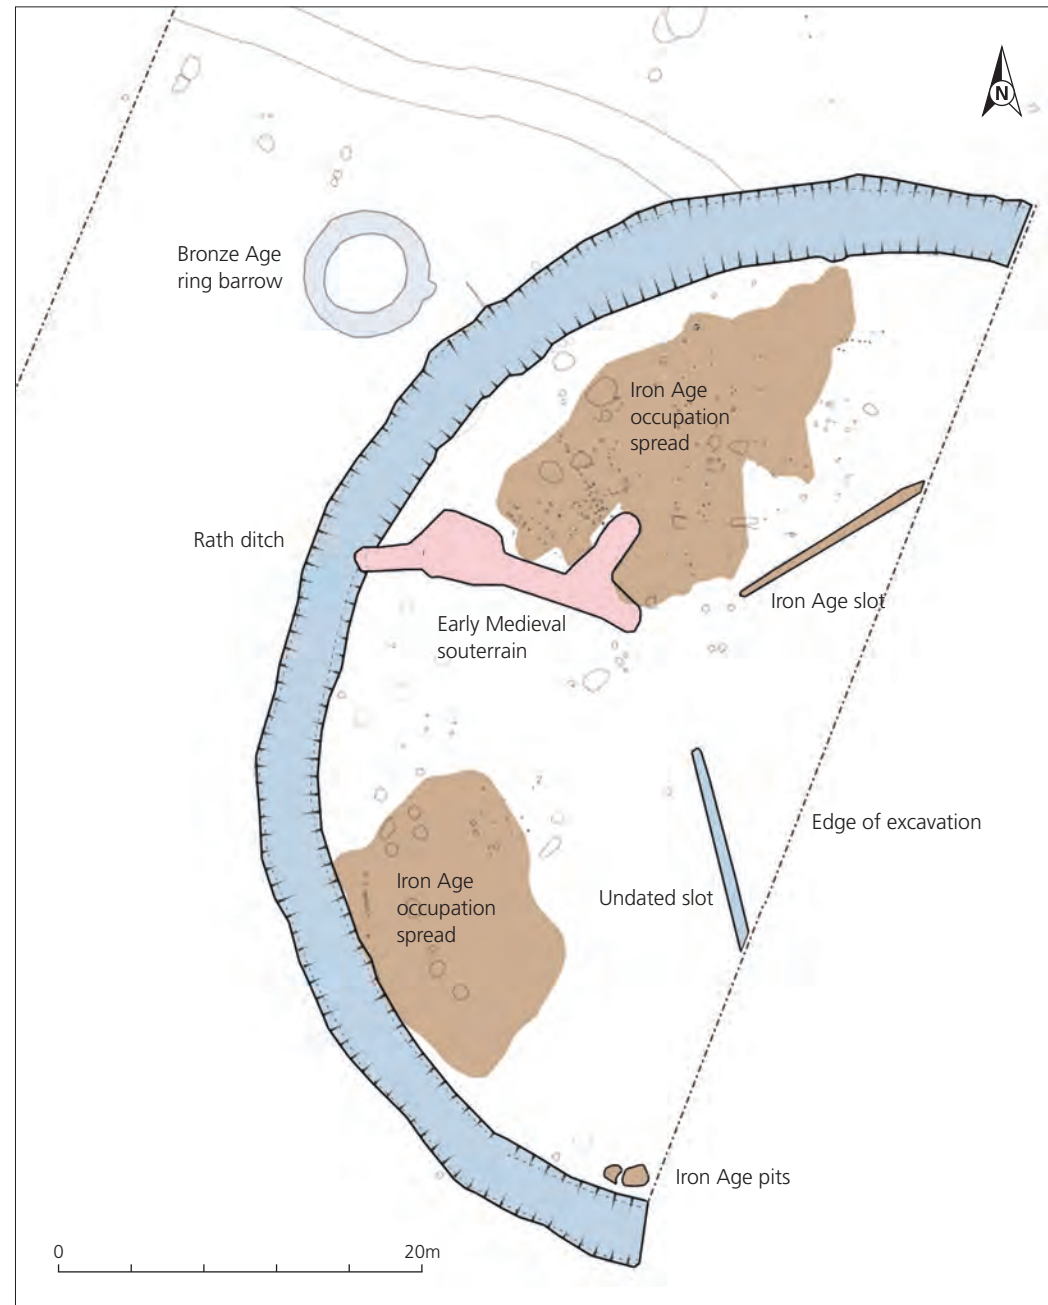 N
Bronze Age
ring barrow
Iron Age
occupation
spread
Rath ditch
Iron Age slot
Early Medieval
souterrain
Edge of excavation
Iron Age
occupation
spread
Undated slot
Iron Age pits
0 20m